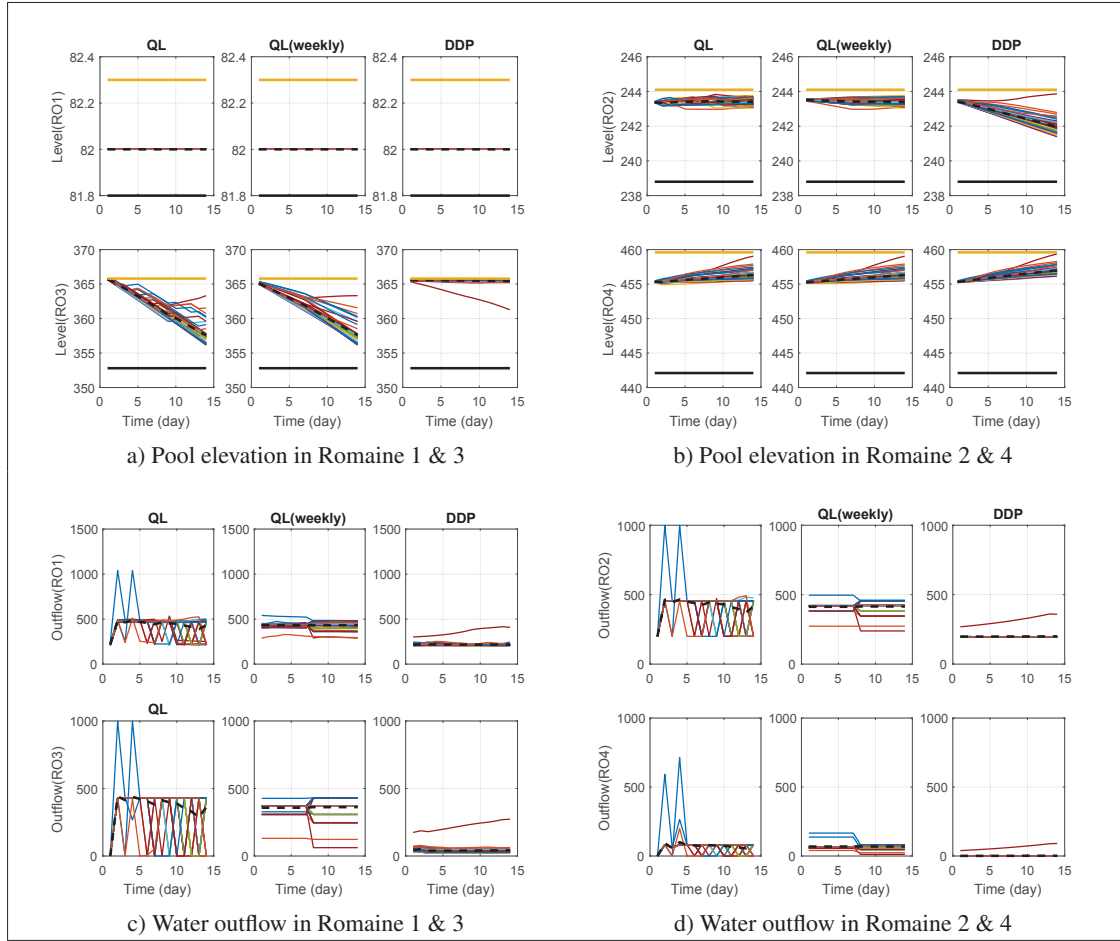 QL QL(weekly) DDP
82.4 82.4 82.4
82.2 82.2 82.2
82 82 82
81.8 81.8 81.8
Level(RO1)
0 5 10 15 0 5 10 15 0 5 10 15
370 370 370
365 365 365
360 360 360
355 355 355
350 350 350
Level(RO3)
0 5 10 15 0 5 10 15 0 5 10 15
Time (day) Time (day) Time (day)
a) Pool elevation in Romaine 1 & 3
QL QL(weekly) DDP
246 246 246
244 244 244
242 242 242
240 240 240
238 238 238
Level(RO2)
0 5 10 15 0 5 10 15 0 5 10 15
460 460 460
455 455 455
450 450 450
445 445 445
440 440 440
Level(RO4)
0 5 10 15 0 5 10 15 0 5 10 15
Time (day) Time (day) Time (day)
b) Pool elevation in Romaine 2 & 4
QL QL(weekly) DDP
1500 1500 1500
1000 1000 1000
500 500 500
0 0 0
Outflow(RO1)
0 5 10 15 0 5 10 15 0 5 10 15
QL
1000 1000 1000
500 500 500
0 0 0
Outflow(RO3)
0 5 10 15 0 5 10 15 0 5 10 15
Time (day) Time (day) Time (day)
c) Water outflow in Romaine 1 & 3
QL QL(weekly) DDP
1000 1000 1000
500 500 500
0 0 0
Outflow(RO2)
0 5 10 15 0 5 10 15 0 5 10 15
1000 1000 1000
500 500 500
0 0 0
Outflow(RO4)
0 5 10 15 0 5 10 15 0 5 10 15
Time (day) Time (day) Time (day)
d) Water outflow in Romaine 2 & 4